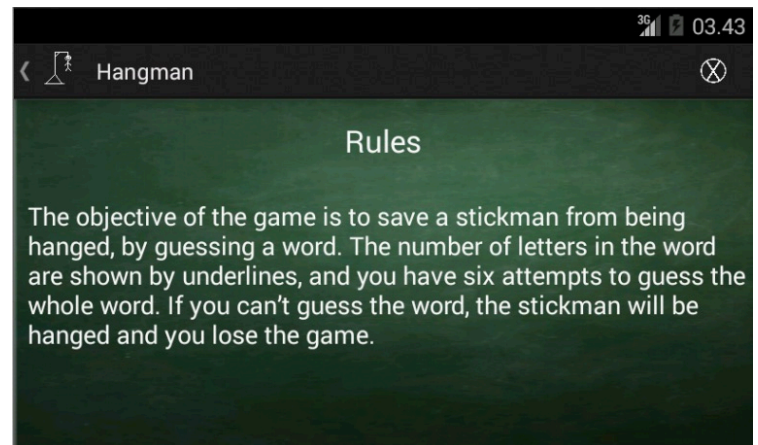 3G 03.43
Hangman
Rules
The objective of the game is to save a stickman from being
hanged, by guessing a word. The number of letters in the word
are shown by underlines, and you have six attempts to guess the
whole word. If you can’t guess the word, the stickman will be
hanged and you lose the game.